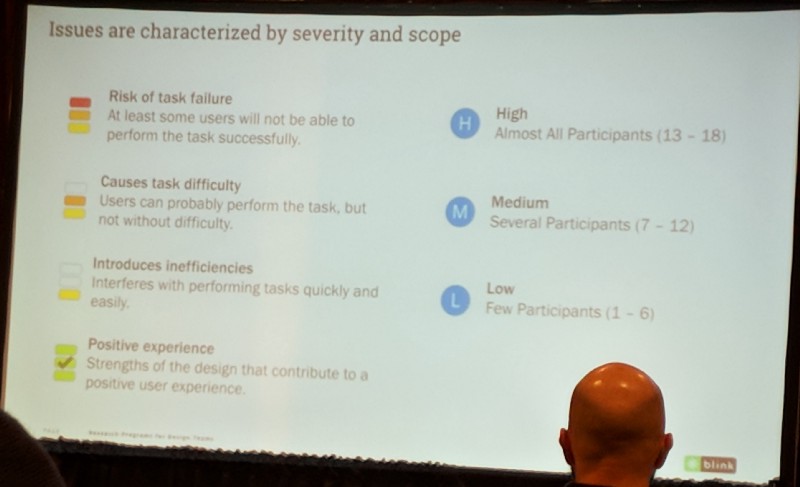 Issues are characterized by severity and scope
Risk of task failure
At least some users will not be able to
perform the task successfully.
Causes task difficulty
Users can probably perform the task, but
not without difficulty.
Introduces inefficiencies
Interferes with performing tasks quickly and
easily.
Positive experience
Strengths of the design that contribute to a
positive user experience.
H
High
Almost All Participants (13 – 18)
M
Medium
Several Participants (7 – 12)
L
Low
Few Participants (1 – 6)
Research Programs for Design Teams
blink